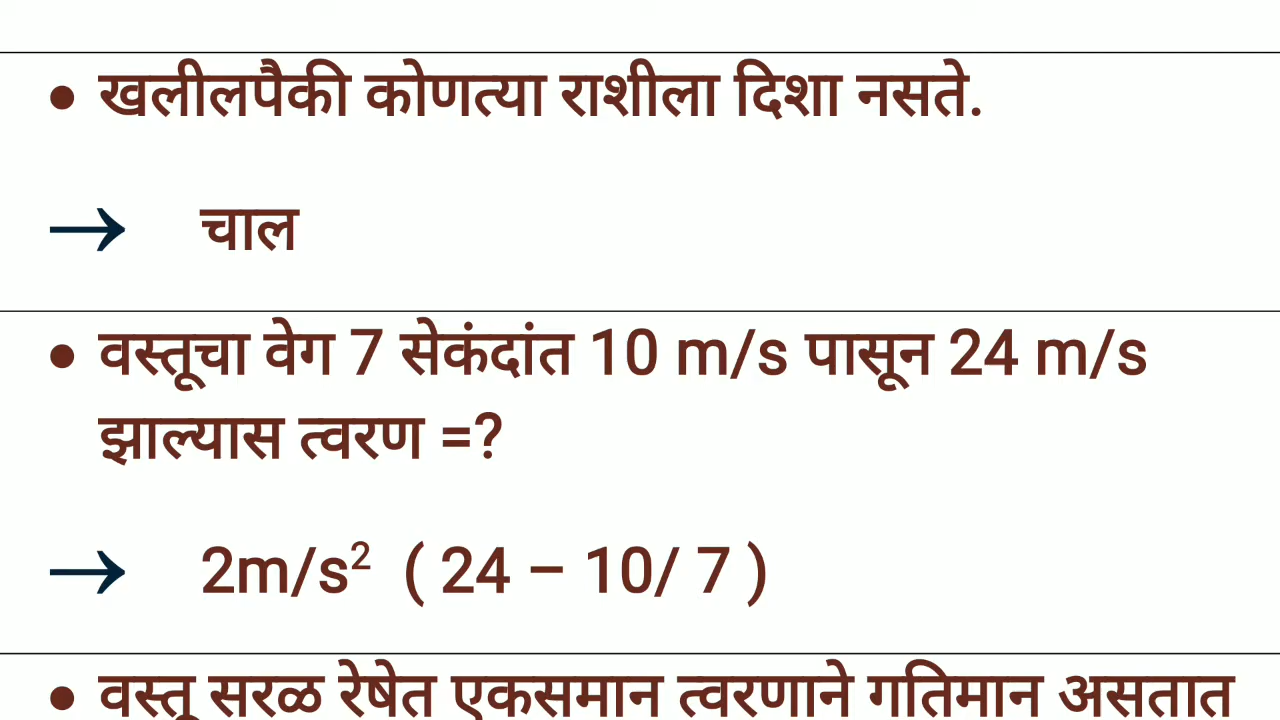 • खलीलपैकी कोणत्या राशीला दिशा नसते.
→ चाल
• वस्तूचा वेग 7 सेकंदांत 10 m/s पासून 24 m/s
झाल्यास त्वरण =?
→ 2m/s² ( 24 – 10/ 7 )
• वस्तू सरळ रेषेत एकसमान त्वरणाने गतिमान असतात